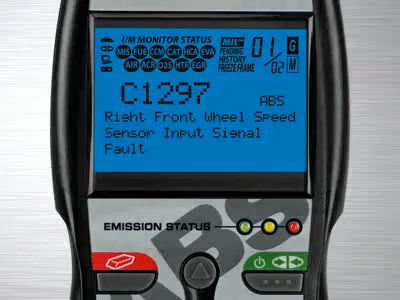 I/M MONITOR STATUS
MIL
PENDING
HISTORY
FREEZE FRAME
01/02
G
M
MIS FUE CCM CAT HCA EVA
AIR ACR O2S HTR EGR
C1297
ABS
Right Front Wheel Speed
Sensor Input Signal
Fault
EMISSION STATUS
ABS